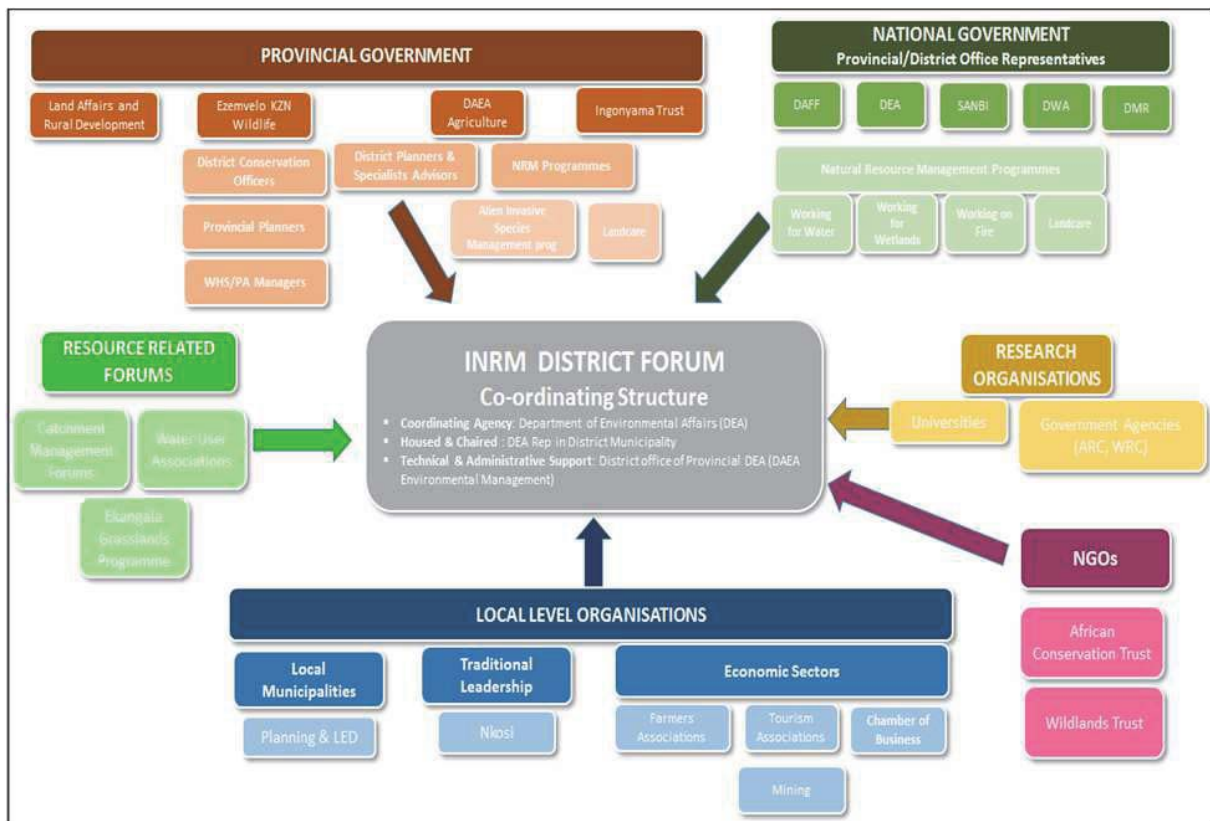 PROVINCIAL GOVERNMENT
Land Affairs and
Rural Development
Ezemvelo KZN
Wildlife
DAEA
Agriculture
Ingonyama Trust
District Conservation
Officers
District Planners &
Specialists Advisors
NRM Programmes
Provincial Planners
Alien Invasive
Species
Management prog
Landcare
WHS/PA Managers
NATIONAL GOVERNMENT
Provincial/District Office Representatives
DAFF
DEA
SANBI
DWA
DMR
Natural Resource Management Programmes
Working
for Water
Working
for
Wetlands
Working on
Fire
Landcare
RESOURCE RELATED
FORUMS
Catchment
Management
Forums
Water User
Associations
Ekangala
Grasslands
Programme
INRM DISTRICT FORUM
Co-ordinating Structure
• Coordinating Agency: Department of Environmental Affairs (DEA)
• Housed & Chaired : DEA Rep in District Municipality
• Technical & Administrative Support: District office of Provincial DEA (DAEA
Environmental Management)
RESEARCH
ORGANISATIONS
Universities
Government Agencies
(ARC, WRC)
NGOs
African
Conservation Trust
Wildlands Trust
LOCAL LEVEL ORGANISATIONS
Local
Municipalities
Planning & LED
Traditional
Leadership
Nkosi
Economic Sectors
Farmers
Associations
Tourism
Associations
Chamber of
Business
Mining